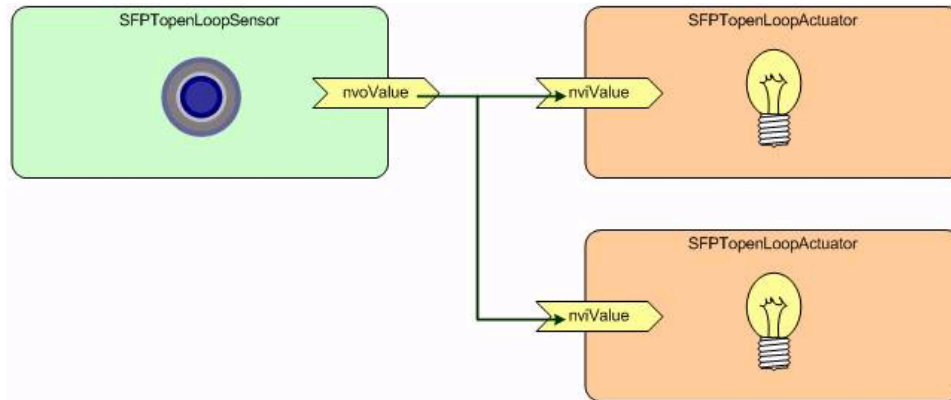 SFPTopenLoopSensor
nvoValue
SFPTopenLoopActuator
nviValue
SFPTopenLoopActuator
nviValue